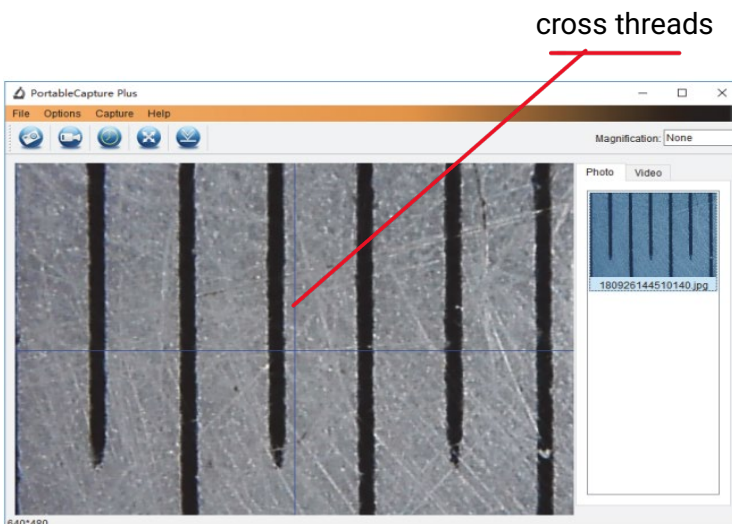 cross threads
PortableCapture Plus
File Options Capture Help
Magnification: None
Photo Video
180926144510140.jpg
640*480